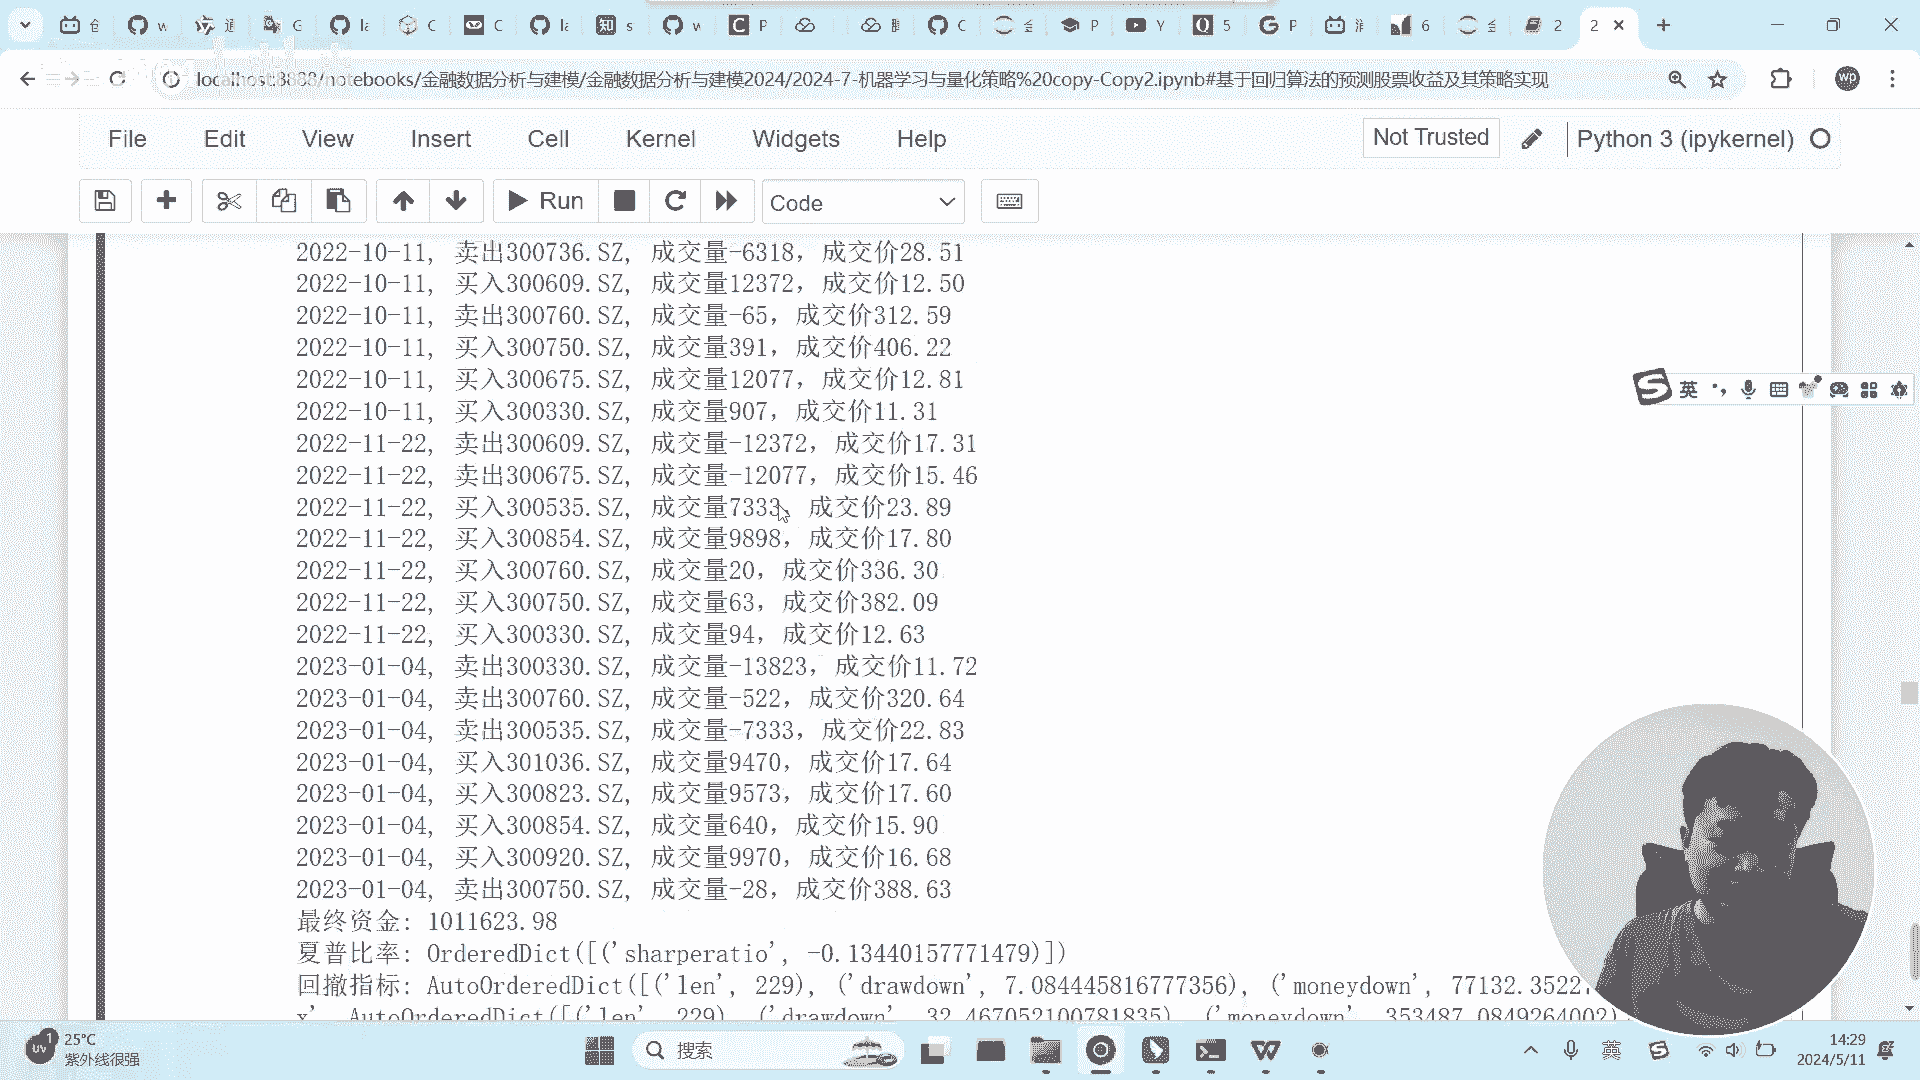 localhost:8888/notebooks/金融数据分析与建模/金融数据分析与建模2024/2024-7-机器学习与量化策略%20copy-Copy2.ipynb#基于回归算法的预测股票收益及其策略实现
wp
File Edit View Insert Cell Kernel Widgets Help
Not Trusted
Python 3 (ipykernel)
Run
Code
2022-10-11, 卖出300736.SZ, 成交量-6318, 成交价28.51
2022-10-11, 买入300609.SZ, 成交量12372, 成交价12.50
2022-10-11, 卖出300760.SZ, 成交量-65, 成交价312.59
2022-10-11, 买入300750.SZ, 成交量391, 成交价406.22
2022-10-11, 买入300675.SZ, 成交量12077, 成交价12.81
2022-10-11, 买入300330.SZ, 成交量907, 成交价11.31
2022-11-22, 卖出300609.SZ, 成交量-12372, 成交价17.31
2022-11-22, 卖出300675.SZ, 成交量-12077, 成交价15.46
2022-11-22, 买入300535.SZ, 成交量7333, 成交价23.89
2022-11-22, 买入300854.SZ, 成交量9898, 成交价17.80
2022-11-22, 买入300760.SZ, 成交量20, 成交价336.30
2022-11-22, 买入300750.SZ, 成交量63, 成交价382.09
2022-11-22, 买入300330.SZ, 成交量94, 成交价12.63
2023-01-04, 卖出300330.SZ, 成交量-13823, 成交价11.72
2023-01-04, 卖出300760.SZ, 成交量-522, 成交价320.64
2023-01-04, 卖出300535.SZ, 成交量-7333, 成交价22.83
2023-01-04, 买入301036.SZ, 成交量9470, 成交价17.64
2023-01-04, 买入300823.SZ, 成交量9573, 成交价17.60
2023-01-04, 买入300854.SZ, 成交量640, 成交价15.90
2023-01-04, 买入300920.SZ, 成交量9970, 成交价16.68
2023-01-04, 卖出300750.SZ, 成交量-28, 成交价388.63
最终资金: 1011623.98
夏普比率: OrderedDict([('sharperatio', -0.13440157771479)])
回撤指标: AutoOrderedDict([('len', 229), ('drawdown', 7.084445816777356), ('moneydown', 77132.3522
x', AutoOrderedDict([('len', 229), ('drawdown', 32.467052100781835), ('moneydown', 353487.0849264002)
英
25°C
紫外线很强
搜索
英
14:29
2024/5/11